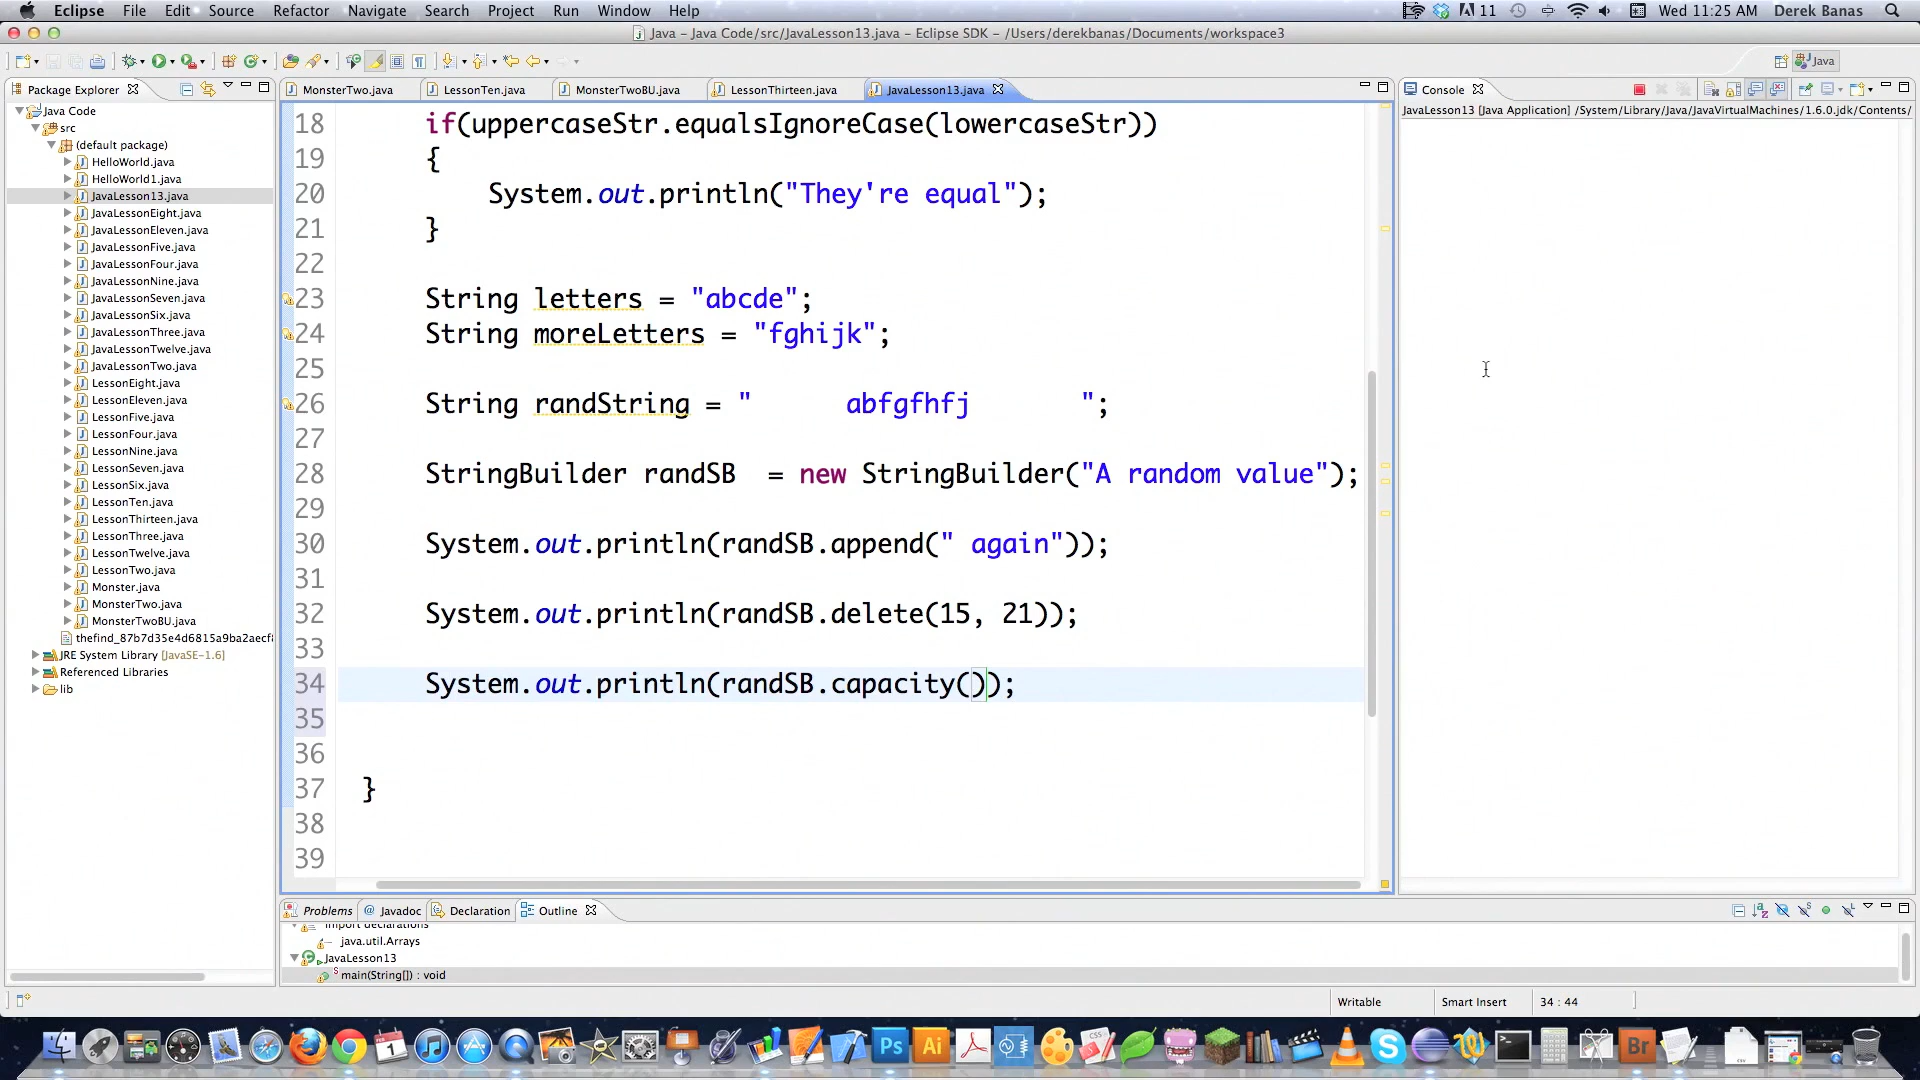 Eclipse File Edit Source Refactor Navigate Search Project Run Window Help 11 Wed 11:25 AM Derek Banas
Java – Java Code/src/JavaLesson13.java – Eclipse SDK – /Users/derekbanas/Documents/workspace3
Java
Package Explorer
MonsterTwo.java LessonTen.java MonsterTwoBU.java LessonThirteen.java JavaLesson13.java
Console
JavaLesson13 [Java Application] /System/Library/Java/JavaVirtualMachines/1.6.0.jdk/Contents/
Java Code
src
(default package)
HelloWorld.java
HelloWorld1.java
JavaLesson13.java
JavaLessonEight.java
JavaLessonEleven.java
JavaLessonFive.java
JavaLessonFour.java
JavaLessonNine.java
JavaLessonSeven.java
JavaLessonSix.java
JavaLessonThree.java
JavaLessonTwelve.java
JavaLessonTwo.java
LessonEight.java
LessonEleven.java
LessonFive.java
LessonFour.java
LessonNine.java
LessonSeven.java
LessonSix.java
LessonTen.java
LessonThirteen.java
LessonThree.java
LessonTwelve.java
LessonTwo.java
Monster.java
MonsterTwo.java
MonsterTwoBU.java
thefind_87b7d35e4d6815a9ba2aecf8
JRE System Library [JavaSE-1.6]
Referenced Libraries
lib
18 if(uppercaseStr.equalsIgnoreCase(lowercaseStr))
19 {
20 System.out.println("They're equal");
21 }
22
23 String letters = "abcde";
24 String moreLetters = "fghijk";
25
26 String randString = "      abfgfhfj       ";
27
28 StringBuilder randSB  = new StringBuilder("A random value");
29
30 System.out.println(randSB.append(" again"));
31
32 System.out.println(randSB.delete(15, 21));
33
34 System.out.println(randSB.capacity());
35
36
37 }
38
39
Problems @ Javadoc Declaration Outline
import declarations
java.util.Arrays
JavaLesson13
main(String[]) : void
Writable Smart Insert 34 : 44